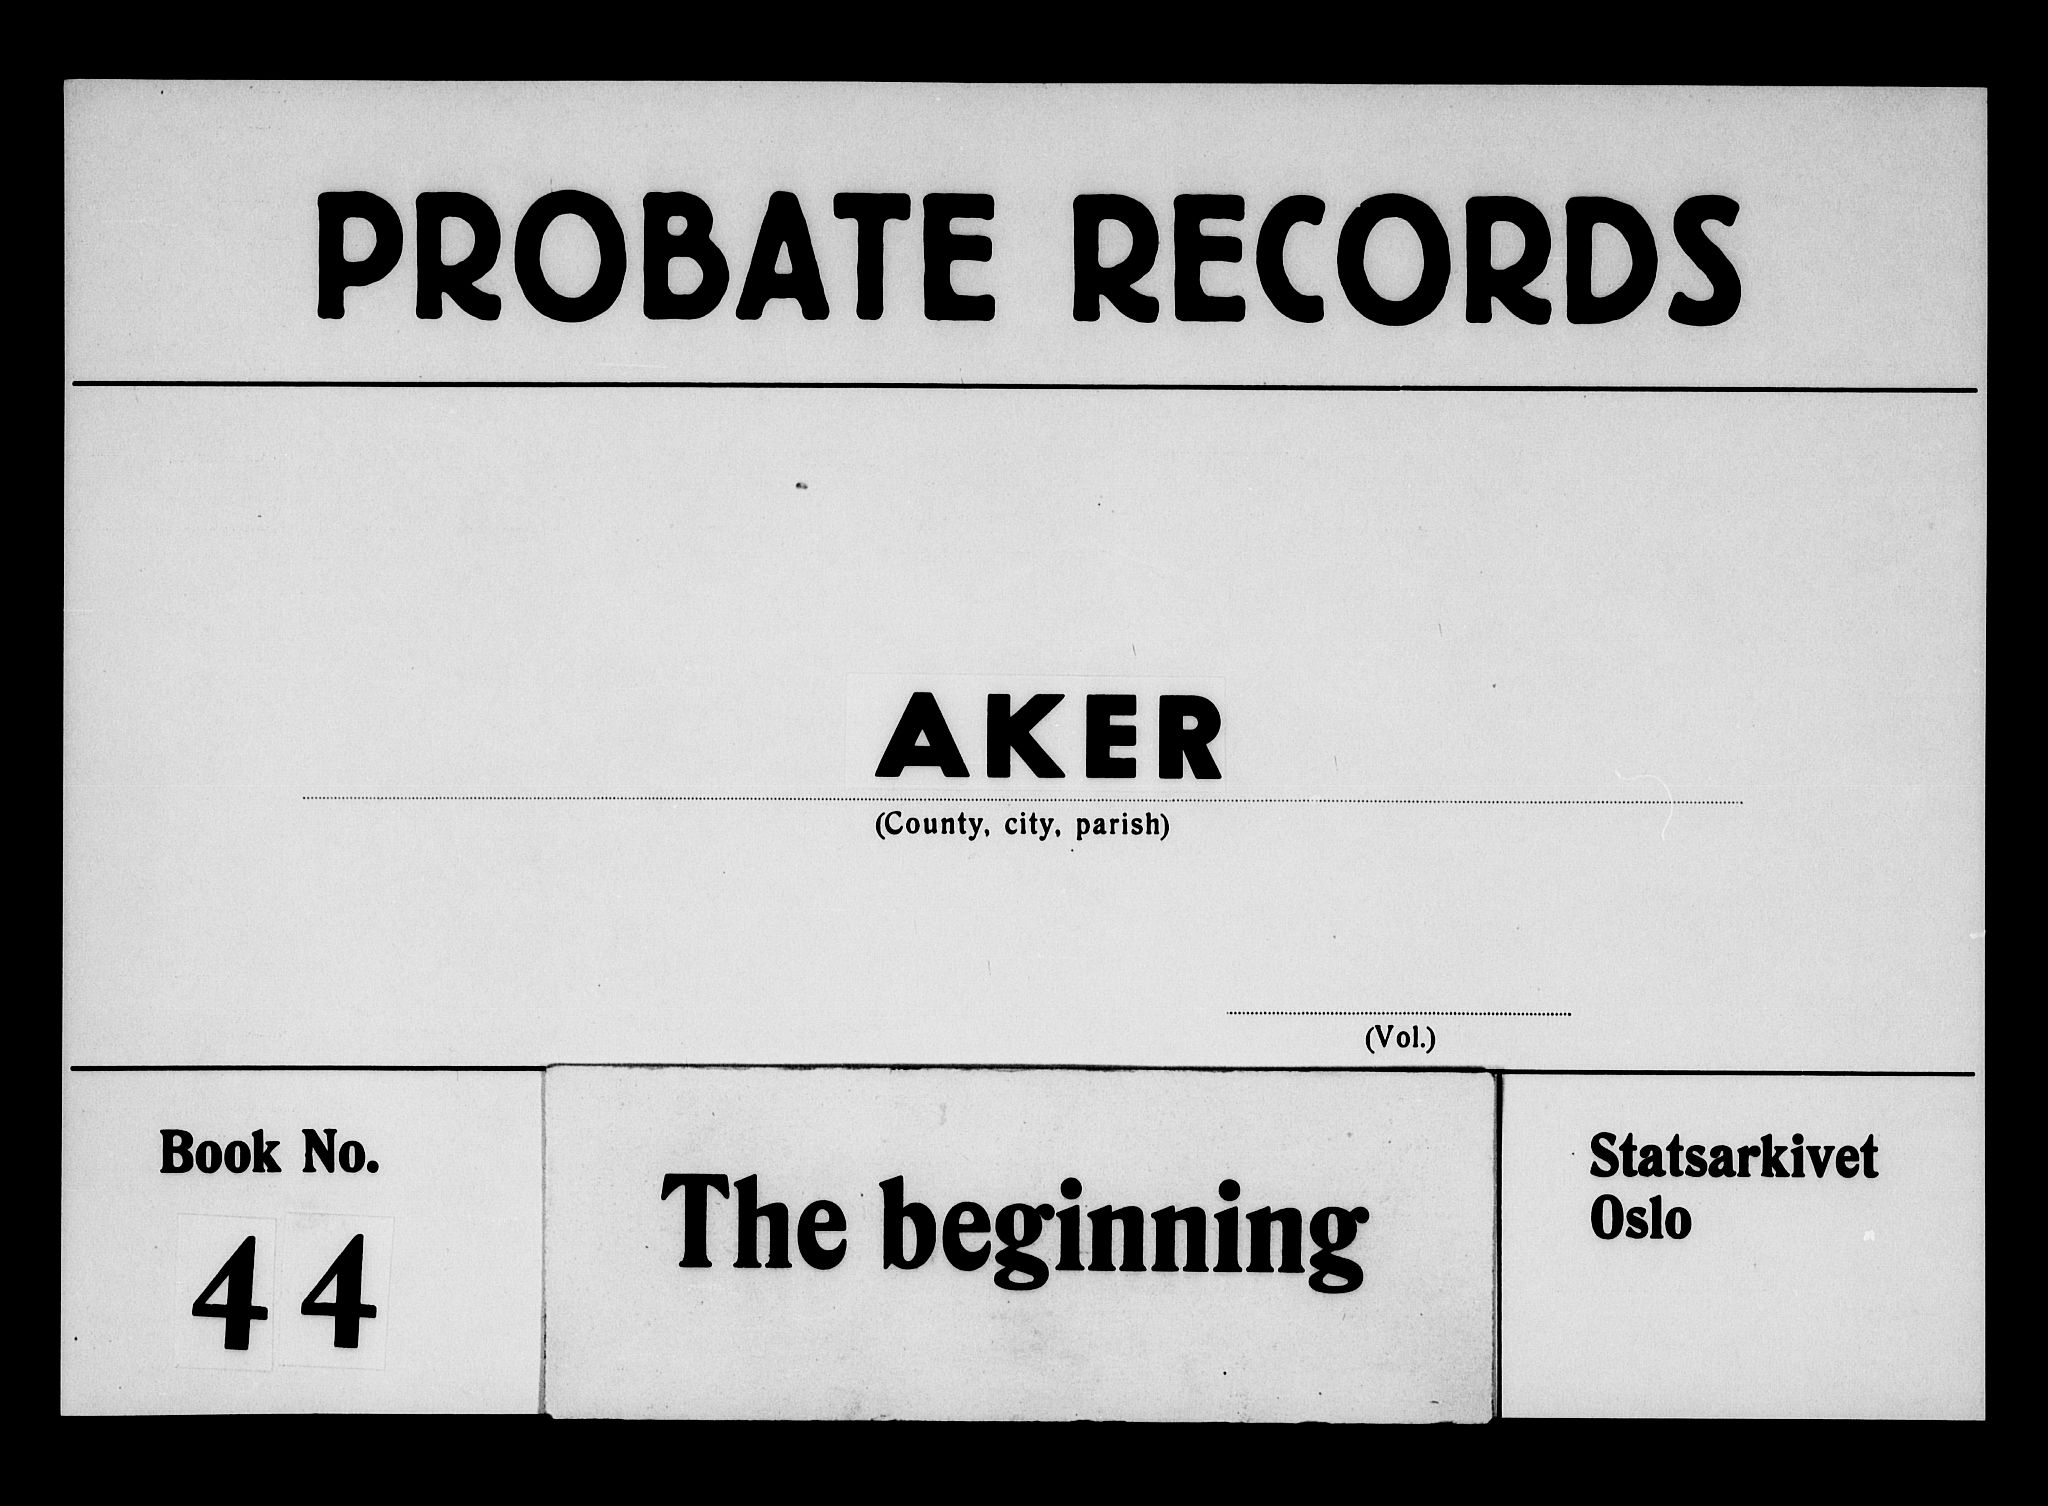 PROBATE RECORDS
AKER
(County, city, parish)
(Vol.)
Book No.
44
The beginning
Statsarkivet
Oslo